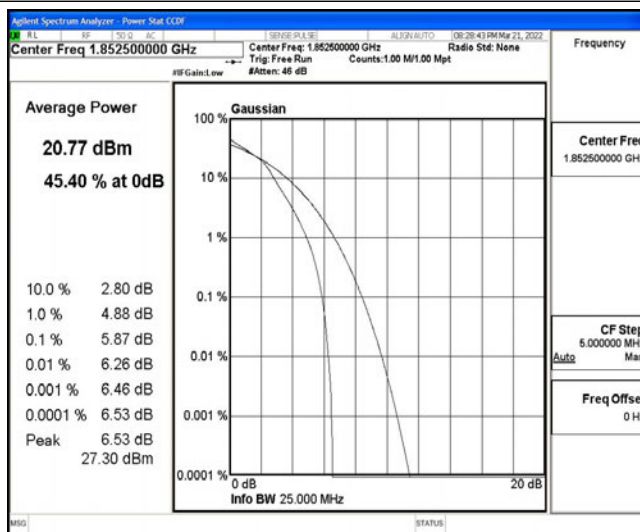 Agilent Spectrum Analyzer - Power Stat CCDF
RL RF 50 Ω AC SENSE:PULSE ALIGN AUTO 08:28:43 PM Mar 21, 2022
Center Freq 1.852500000 GHz
Center Freq: 1.852500000 GHz Radio Std: None
Trig: Free Run Counts:1.00 M/1.00 Mpt
#IFGain:Low #Atten: 46 dB
Frequency
Average Power
20.77 dBm
45.40 % at 0dB
10.0 % 2.80 dB
1.0 % 4.88 dB
0.1 % 5.87 dB
0.01 % 6.26 dB
0.001 % 6.46 dB
0.0001 % 6.53 dB
Peak 6.53 dB
27.30 dBm
Gaussian
100 %
10 %
1 %
0.1 %
0.01 %
0.001 %
0.0001 %
0 dB 20 dB
Info BW 25.000 MHz
Center Fre
1.852500000 GH
CF Step
5.000000 MH
Auto Ma
Freq Offse
0 H
MSG STATUS